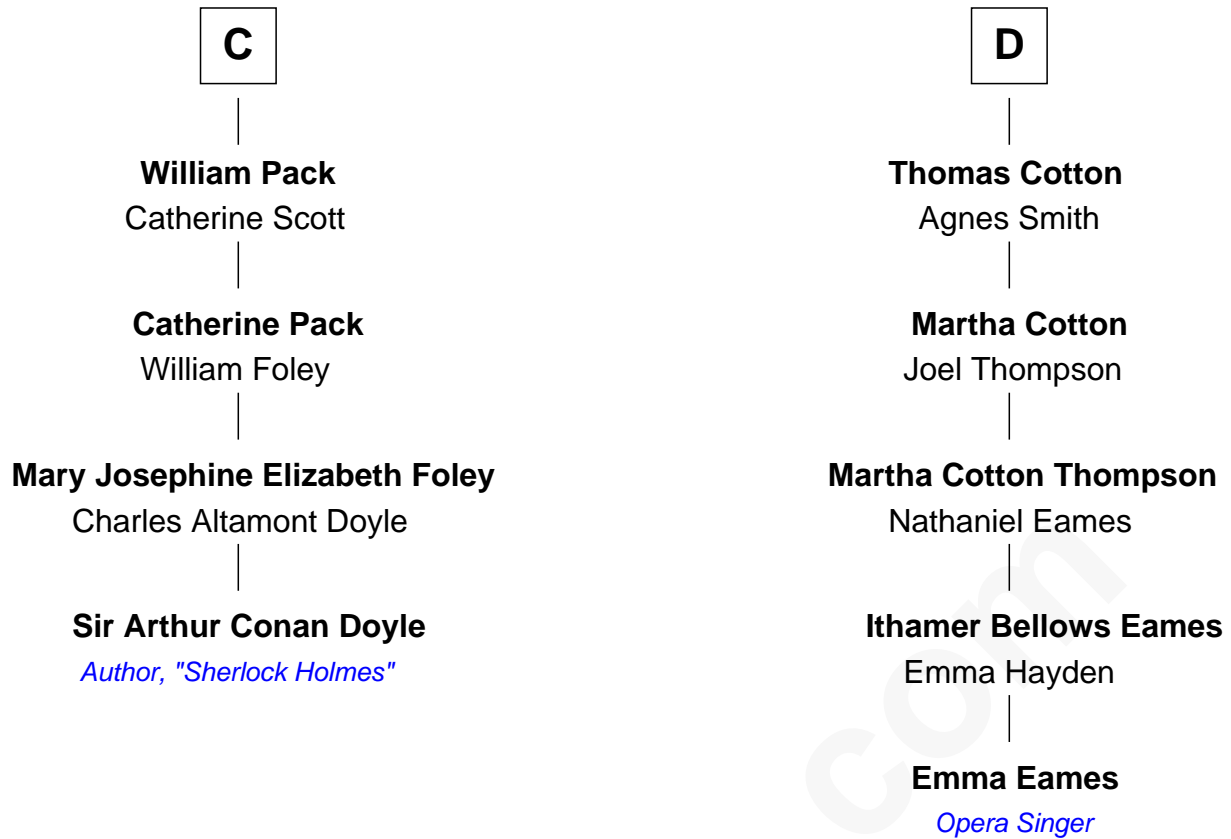 C
William Pack
Catherine Scott
Catherine Pack
William Foley
Mary Josephine Elizabeth Foley
Charles Altamont Doyle
Sir Arthur Conan Doyle
Author, "Sherlock Holmes"
D
Thomas Cotton
Agnes Smith
Martha Cotton
Joel Thompson
Martha Cotton Thompson
Nathaniel Eames
Ithamer Bellows Eames
Emma Hayden
Emma Eames
Opera Singer
com